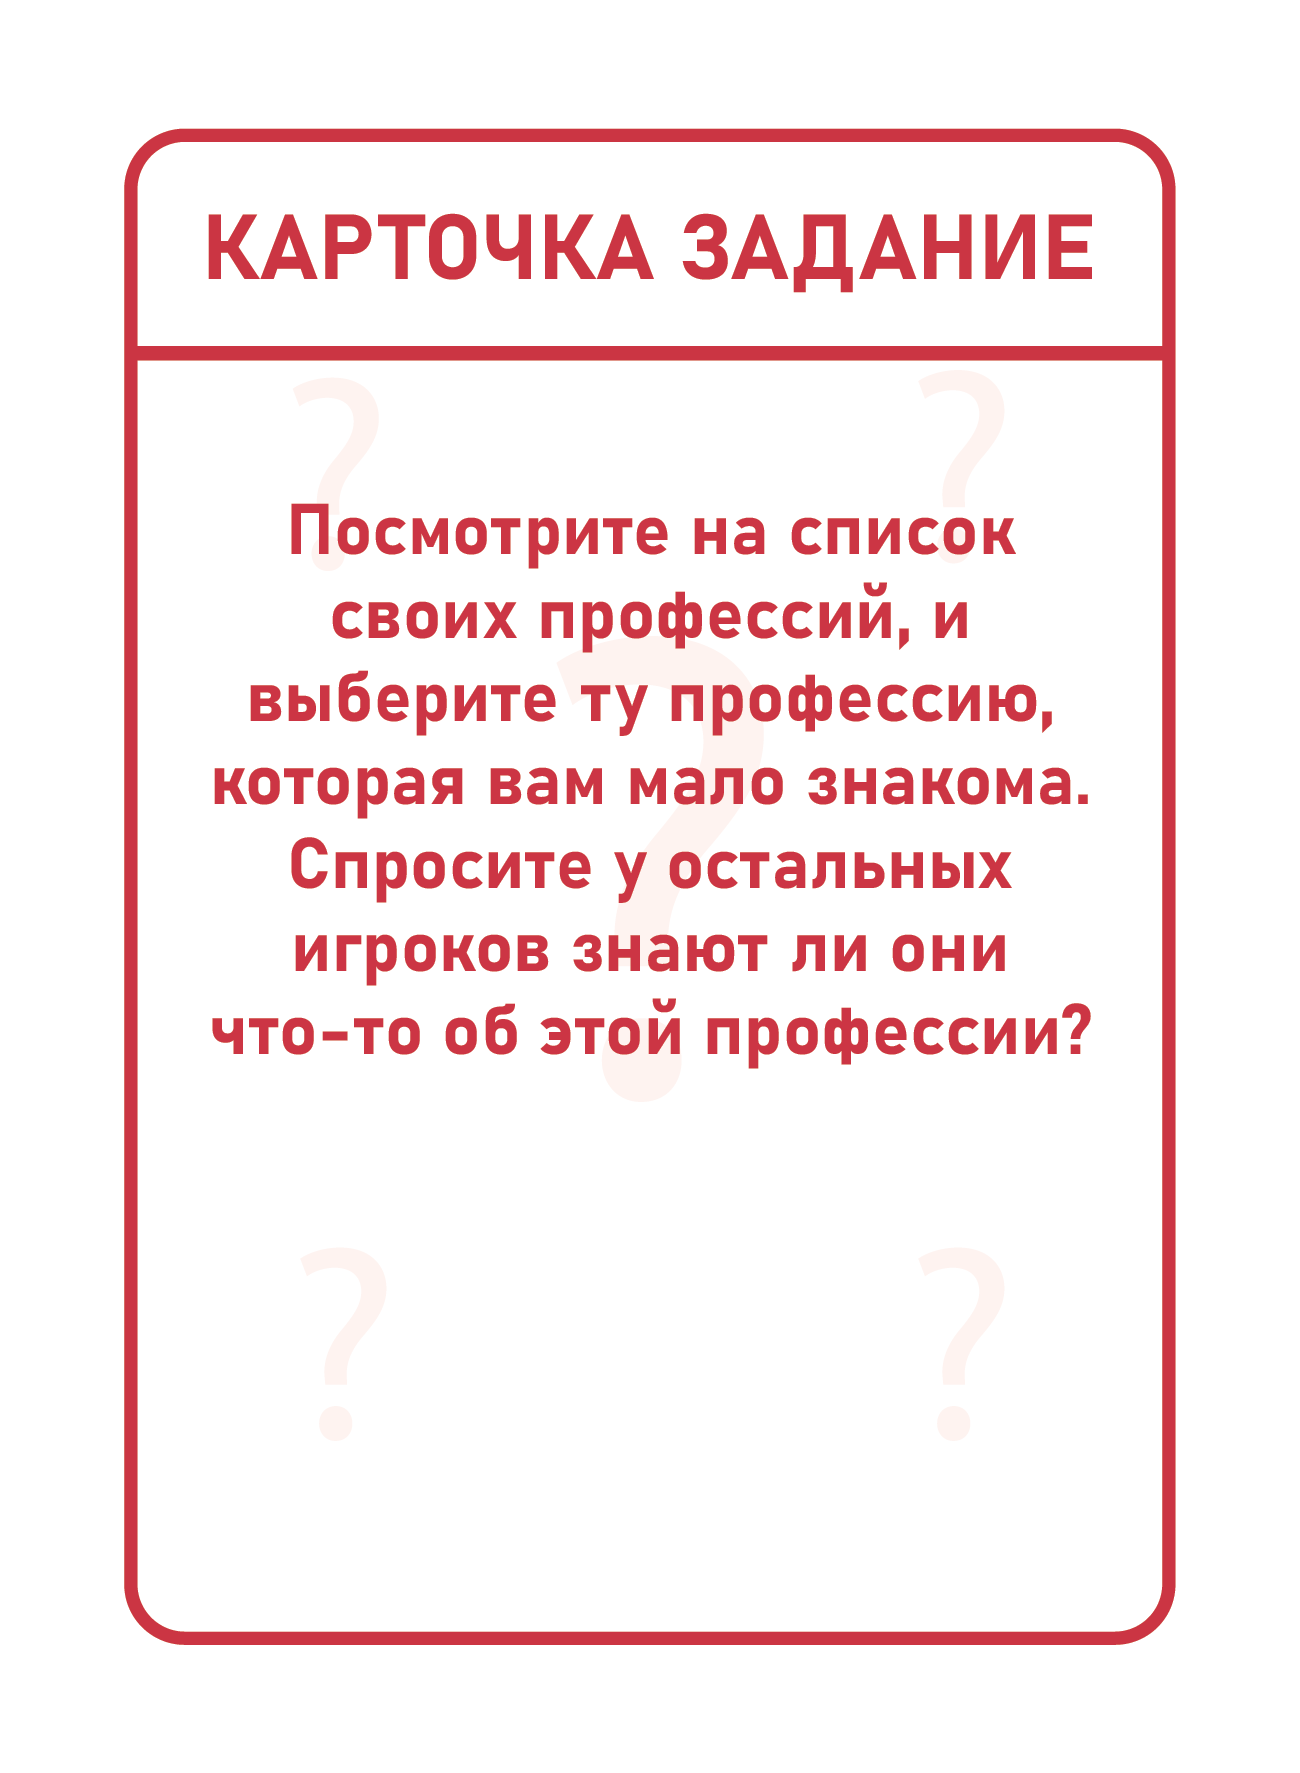 КАРТОЧКА ЗАДАНИЕ
Посмотрите на список
своих профессий, и
выберите ту профессию,
которая вам мало знакома.
Спросите у остальных
игроков знают ли они
что-то об этой профессии?
? ?
?
? ?